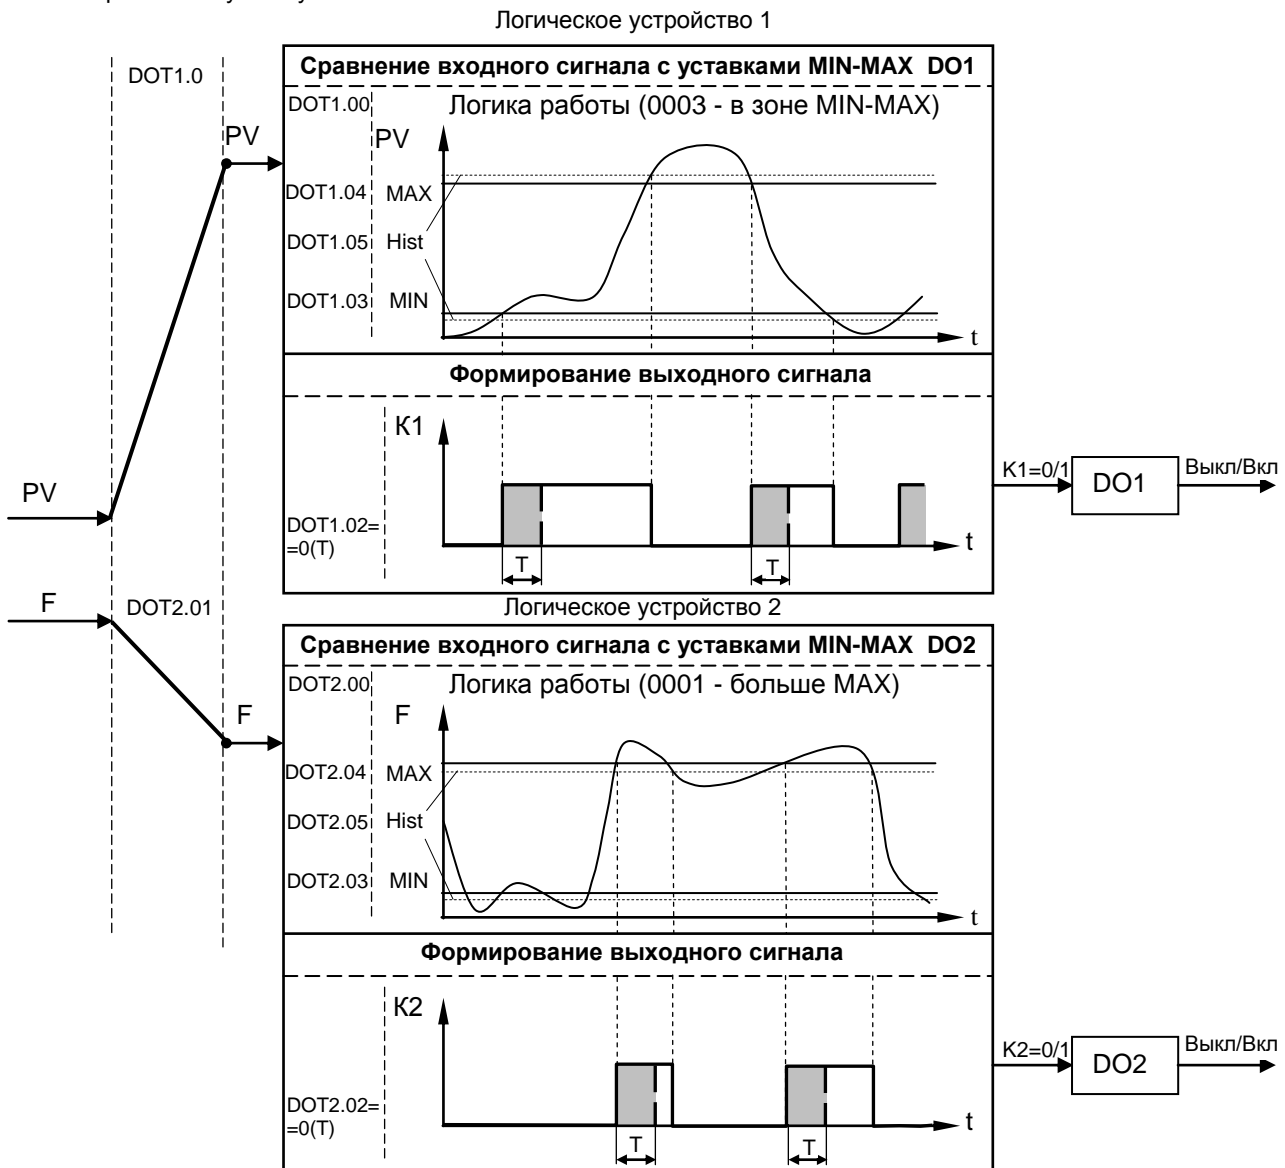 Логическое устройство 1
DOT1.0
PV
PV
Сравнение входного сигнала с уставками MIN-MAX DO1
DOT1.00
Логика работы (0003 - в зоне MIN-MAX)
PV
DOT1.04
MAX
DOT1.05
Hist
DOT1.03
MIN
t
Формирование выходного сигнала
К1
DOT1.02=
=0(T)
T
T
t
K1=0/1
DO1
Выкл/Вкл
F
DOT2.01
F
Логическое устройство 2
Сравнение входного сигнала с уставками MIN-MAX DO2
DOT2.00
Логика работы (0001 - больше MAX)
F
DOT2.04
MAX
DOT2.05
Hist
DOT2.03
MIN
t
Формирование выходного сигнала
К2
DOT2.02=
=0(T)
T
T
t
K2=0/1
DO2
Выкл/Вкл